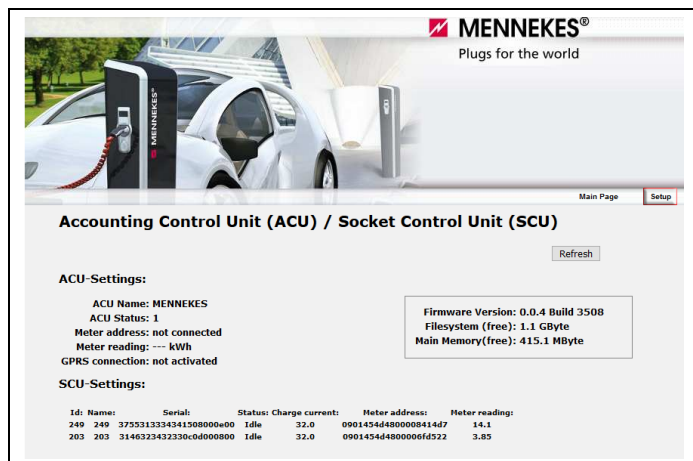 MENNEKES®
Plugs for the world
MENNEKES®
Main Page Setup
Accounting Control Unit (ACU) / Socket Control Unit (SCU)
Refresh
ACU-Settings:
ACU Name: MENNEKES
ACU Status: 1
Meter address: not connected
Meter reading: --- kWh
GPRS connection: not activated
Firmware Version: 0.0.4 Build 3508
Filesystem (free): 1.1 GByte
Main Memory(free): 415.1 MByte
SCU-Settings:
Id: Name: Serial: Status: Charge current: Meter address: Meter reading:
249 249 3755313334341508000e00 Idle 32.0 0901454d4800008414d7 14.1
203 203 3146323432330c0d000800 Idle 32.0 0901454d4800006fd522 3.85